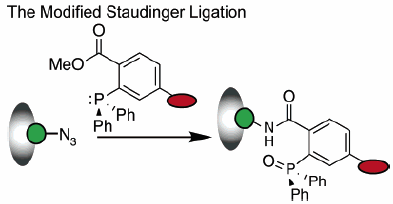 The Modified Staudinger Ligation
O
MeO
:P
Ph
Ph
N3
O
N
H
O=P
Ph
Ph